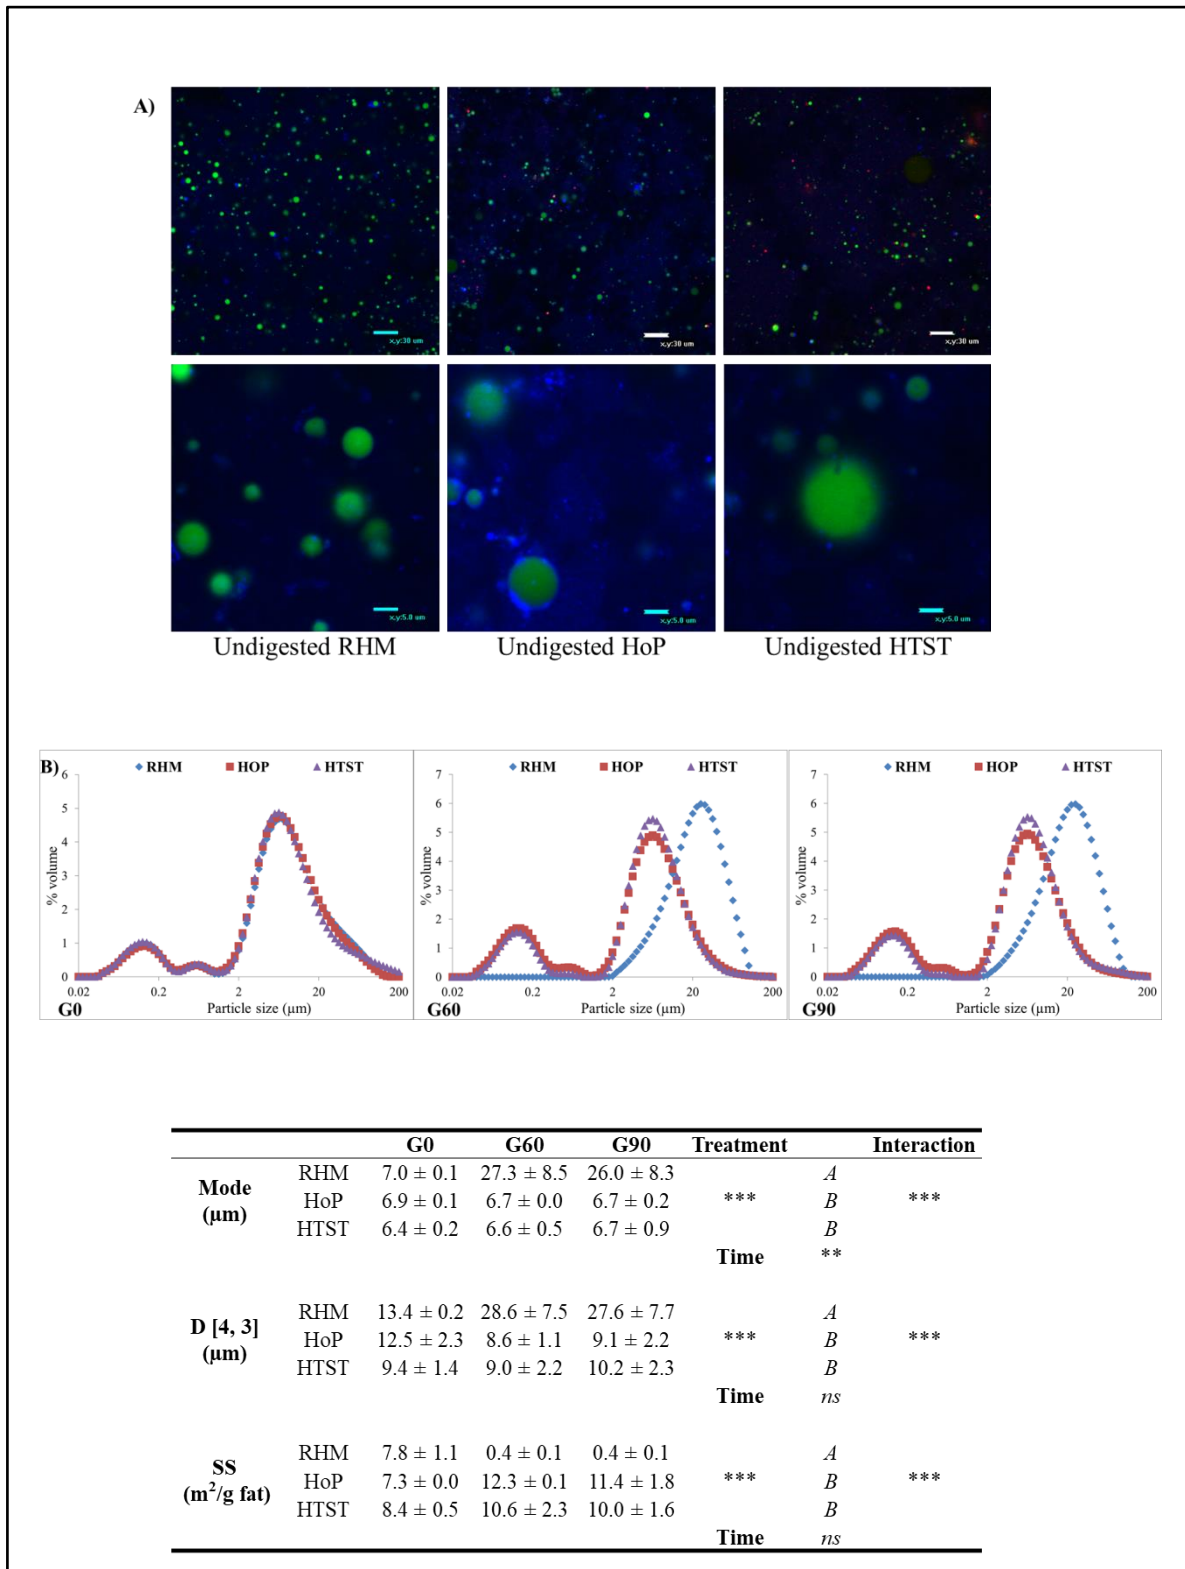 A)
x,y:30 um
x,y:30 um
x,y:30 um
x,y:5.0 um
x,y:5.0 um
x,y:5.0 um
Undigested RHM Undigested HoP Undigested HTST
B)
RHM HOP HTST
6
5
4
3
2
1
0
% volume
0.02 0.2 2 20 200
Particle size (µm)
G0
RHM HOP HTST
7
6
5
4
3
2
1
0
% volume
0.02 0.2 2 20 200
Particle size (µm)
G60
RHM HOP HTST
7
6
5
4
3
2
1
0
% volume
0.02 0.2 2 20 200
Particle size (µm)
G90
G0 G60 G90 Treatment Interaction
Mode (µm)
RHM 7.0 ± 0.1 27.3 ± 8.5 26.0 ± 8.3 A
HoP 6.9 ± 0.1 6.7 ± 0.0 6.7 ± 0.2 *** B ***
HTST 6.4 ± 0.2 6.6 ± 0.5 6.7 ± 0.9 B
Time **
D [4, 3] (µm)
RHM 13.4 ± 0.2 28.6 ± 7.5 27.6 ± 7.7 A
HoP 12.5 ± 2.3 8.6 ± 1.1 9.1 ± 2.2 *** B ***
HTST 9.4 ± 1.4 9.0 ± 2.2 10.2 ± 2.3 B
Time ns
SS (m²/g fat)
RHM 7.8 ± 1.1 0.4 ± 0.1 0.4 ± 0.1 A
HoP 7.3 ± 0.0 12.3 ± 0.1 11.4 ± 1.8 *** B ***
HTST 8.4 ± 0.5 10.6 ± 2.3 10.0 ± 1.6 B
Time ns